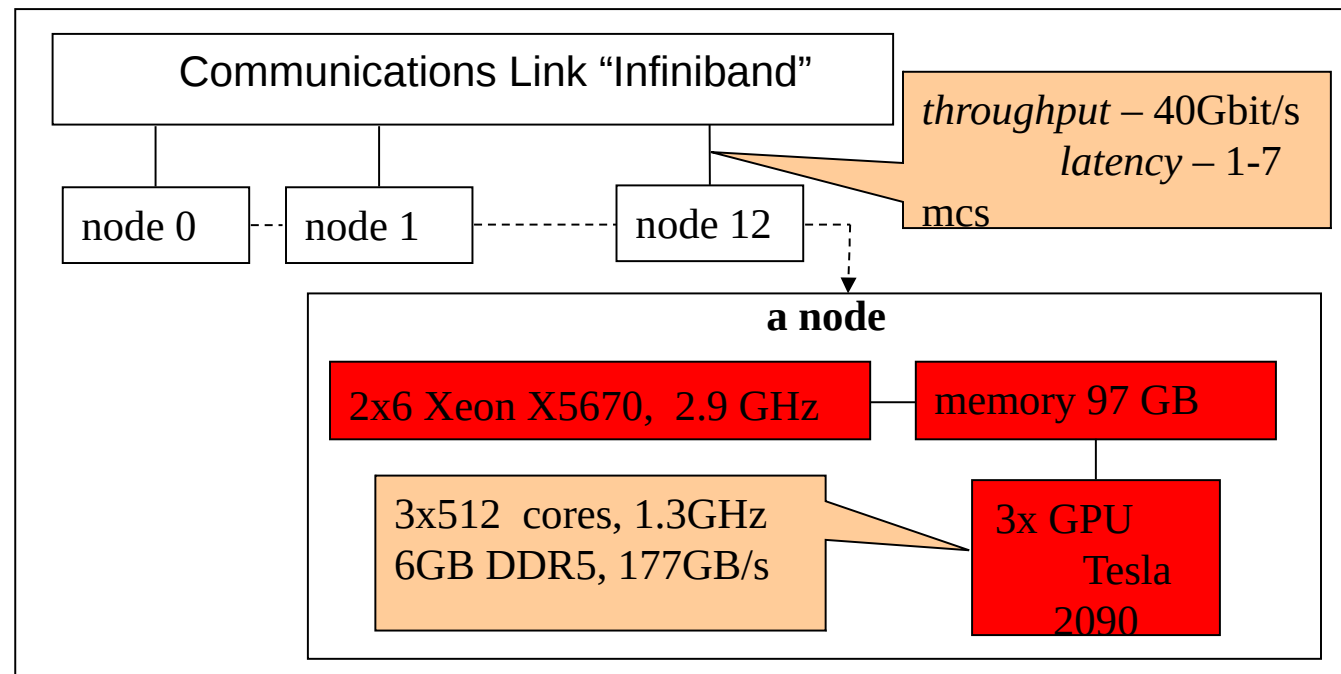 Communications Link “Infiniband”
throughput – 40Gbit/s
latency – 1-7
mcs
node 0
node 1
node 12
a node
2x6 Xeon X5670,  2.9 GHz
memory 97 GB
3x512  cores, 1.3GHz
6GB DDR5, 177GB/s
3x GPU
Tesla
2090